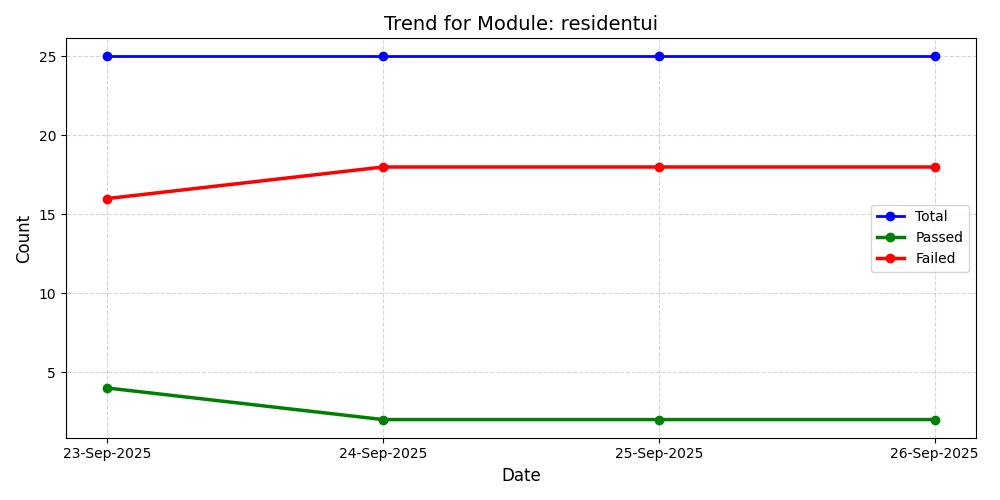 Trend for Module: residentui
25
20
15
10
5
Count
Total
Passed
Failed
23-Sep-2025 24-Sep-2025 25-Sep-2025 26-Sep-2025
Date